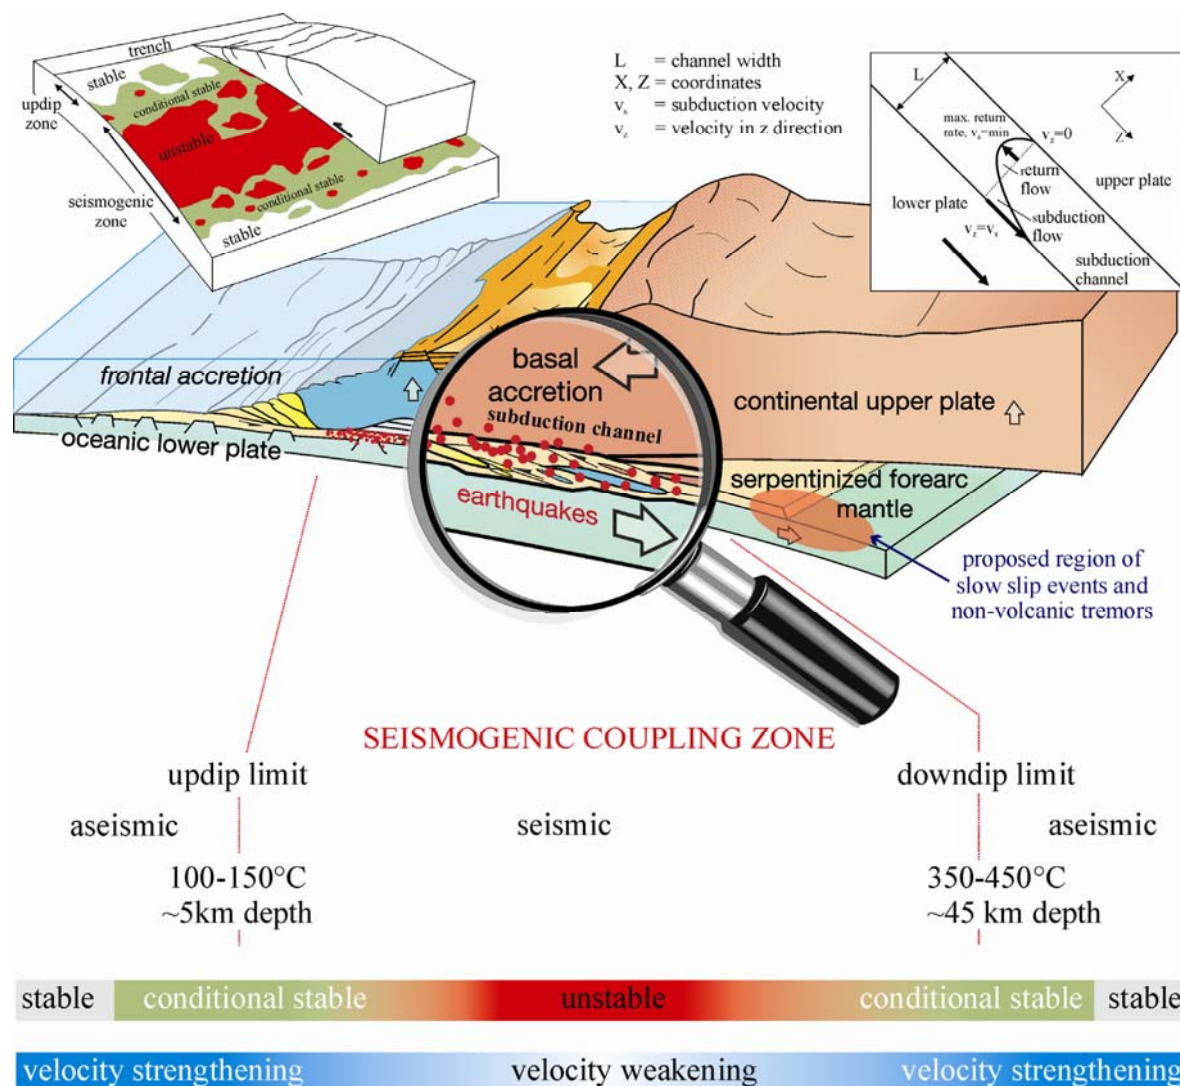 trench
stable
conditional stable
unstable
conditional stable
stable
updip
zone
seismogenic
zone
L = channel width
X, Z = coordinates
vs = subduction velocity
vz = velocity in z direction
L
X
Z
max. return
rate, vz=min
vz=0
return
flow
upper plate
lower plate
subduction
flow
vz=vs
subduction
channel
frontal accretion
oceanic lower plate
basal
accretion
subduction channel
earthquakes
continental upper plate
serpentinized forearc
mantle
proposed region of
slow slip events and
non-volcanic tremors
SEISMOGENIC COUPLING ZONE
updip limit
downdip limit
aseismic
seismic
aseismic
100-150°C
~5km depth
350-450°C
~45 km depth
stable
conditional stable
unstable
conditional stable
stable
velocity strengthening
velocity weakening
velocity strengthening